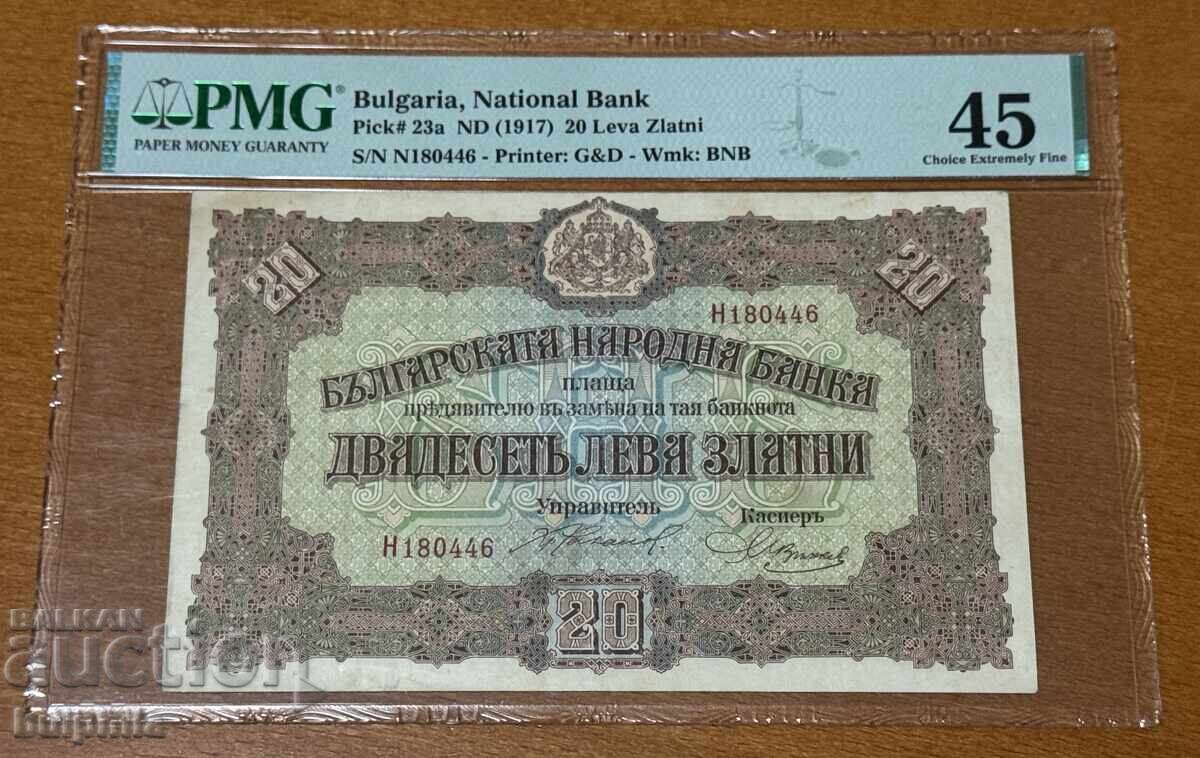 PMG®
PAPER MONEY GUARANTY
Bulgaria, National Bank
Pick# 23a ND (1917) 20 Leva Zlatni
S/N N180446 - Printer: G&D - Wmk: BNB
45
Choice Extremely Fine
20
20
Н180446
БЪЛГАРСКАТА НАРОДНА БАНКА
плаща
прѣдявителю въ замѣна на тая банкнота
ДВАДЕСЕТЬ ЛЕВА ЗЛАТНИ
Управитель
Касиеръ
Н180446
20
BALKAN
auction